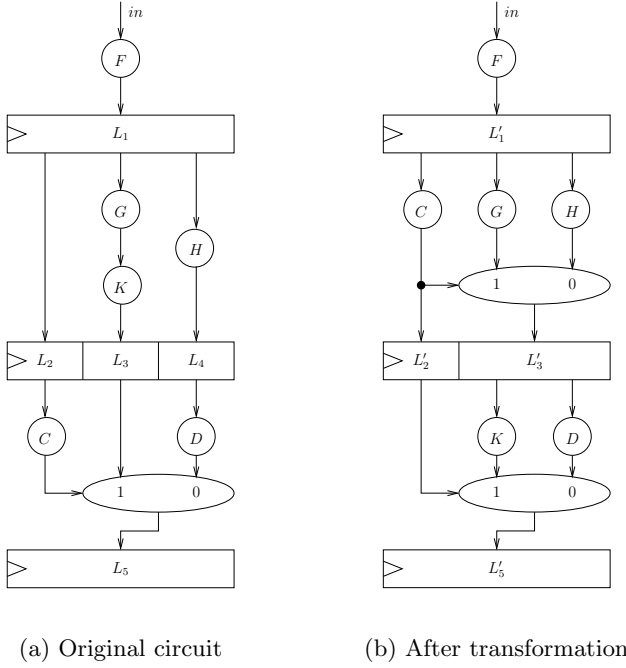 in in
F F
L₁ L′₁
G C G H
H
K 1 0
L₂ L₃ L₄ L′₂ L′₃
C D K D
1 0 1 0
L₅ L′₅
(a) Original circuit (b) After transformation